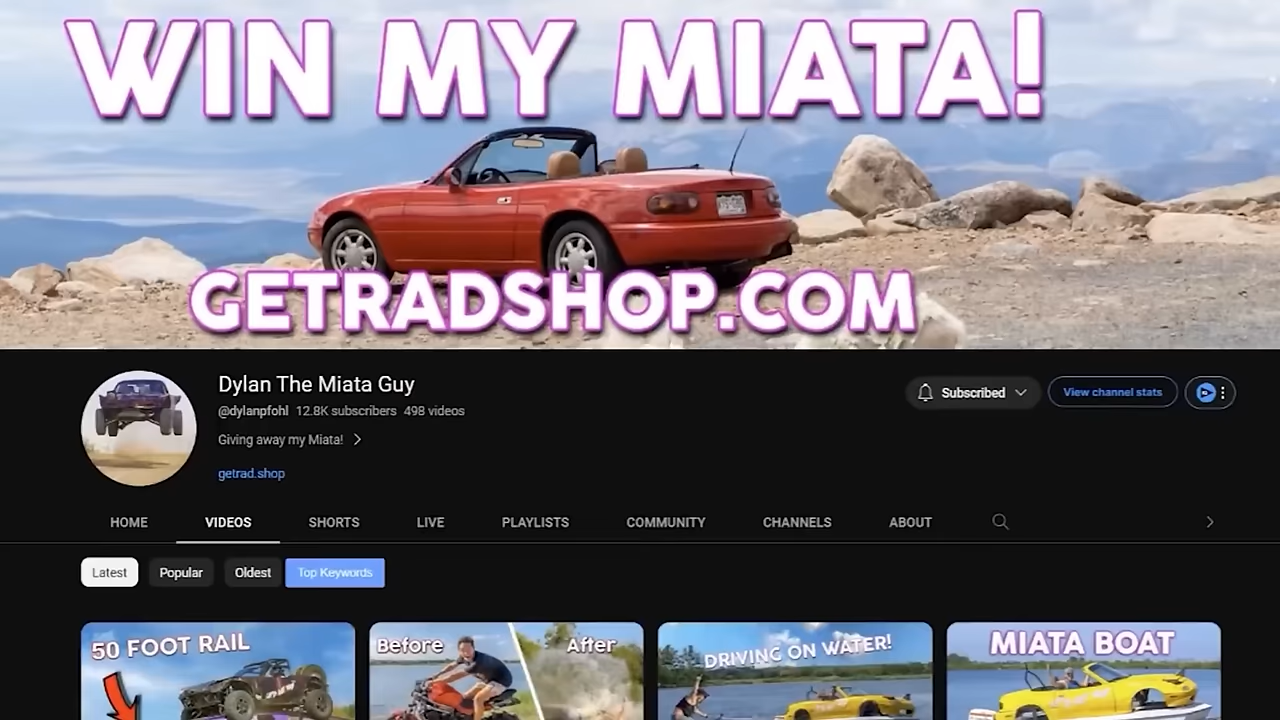 WIN MY MIATA!
GETRADSHOP.COM
Dylan The Miata Guy
@dylanpfohl 12.8K subscribers 498 videos
Giving away my Miata!
getrad.shop
Subscribed
View channel stats
HOME VIDEOS SHORTS LIVE PLAYLISTS COMMUNITY CHANNELS ABOUT
Latest Popular Oldest Top Keywords
50 FOOT RAIL
Before After
DRIVING ON WATER!
MIATA BOAT